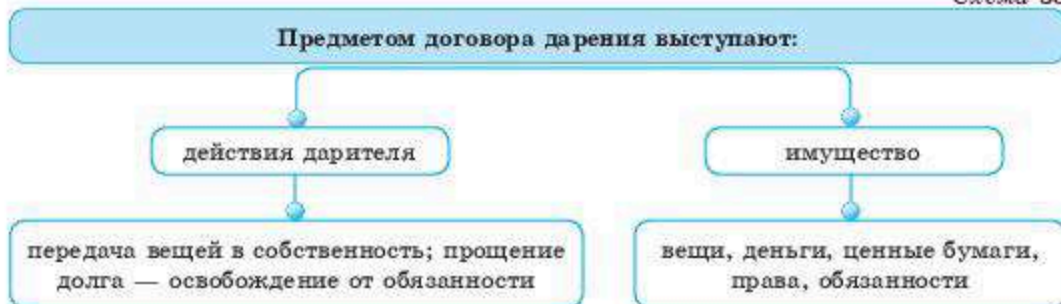 Предметом договора дарения выступают:
действия дарителя
имущество
передача вещей в собственность; прощение
долга — освобождение от обязанности
вещи, деньги, ценные бумаги,
права, обязанности